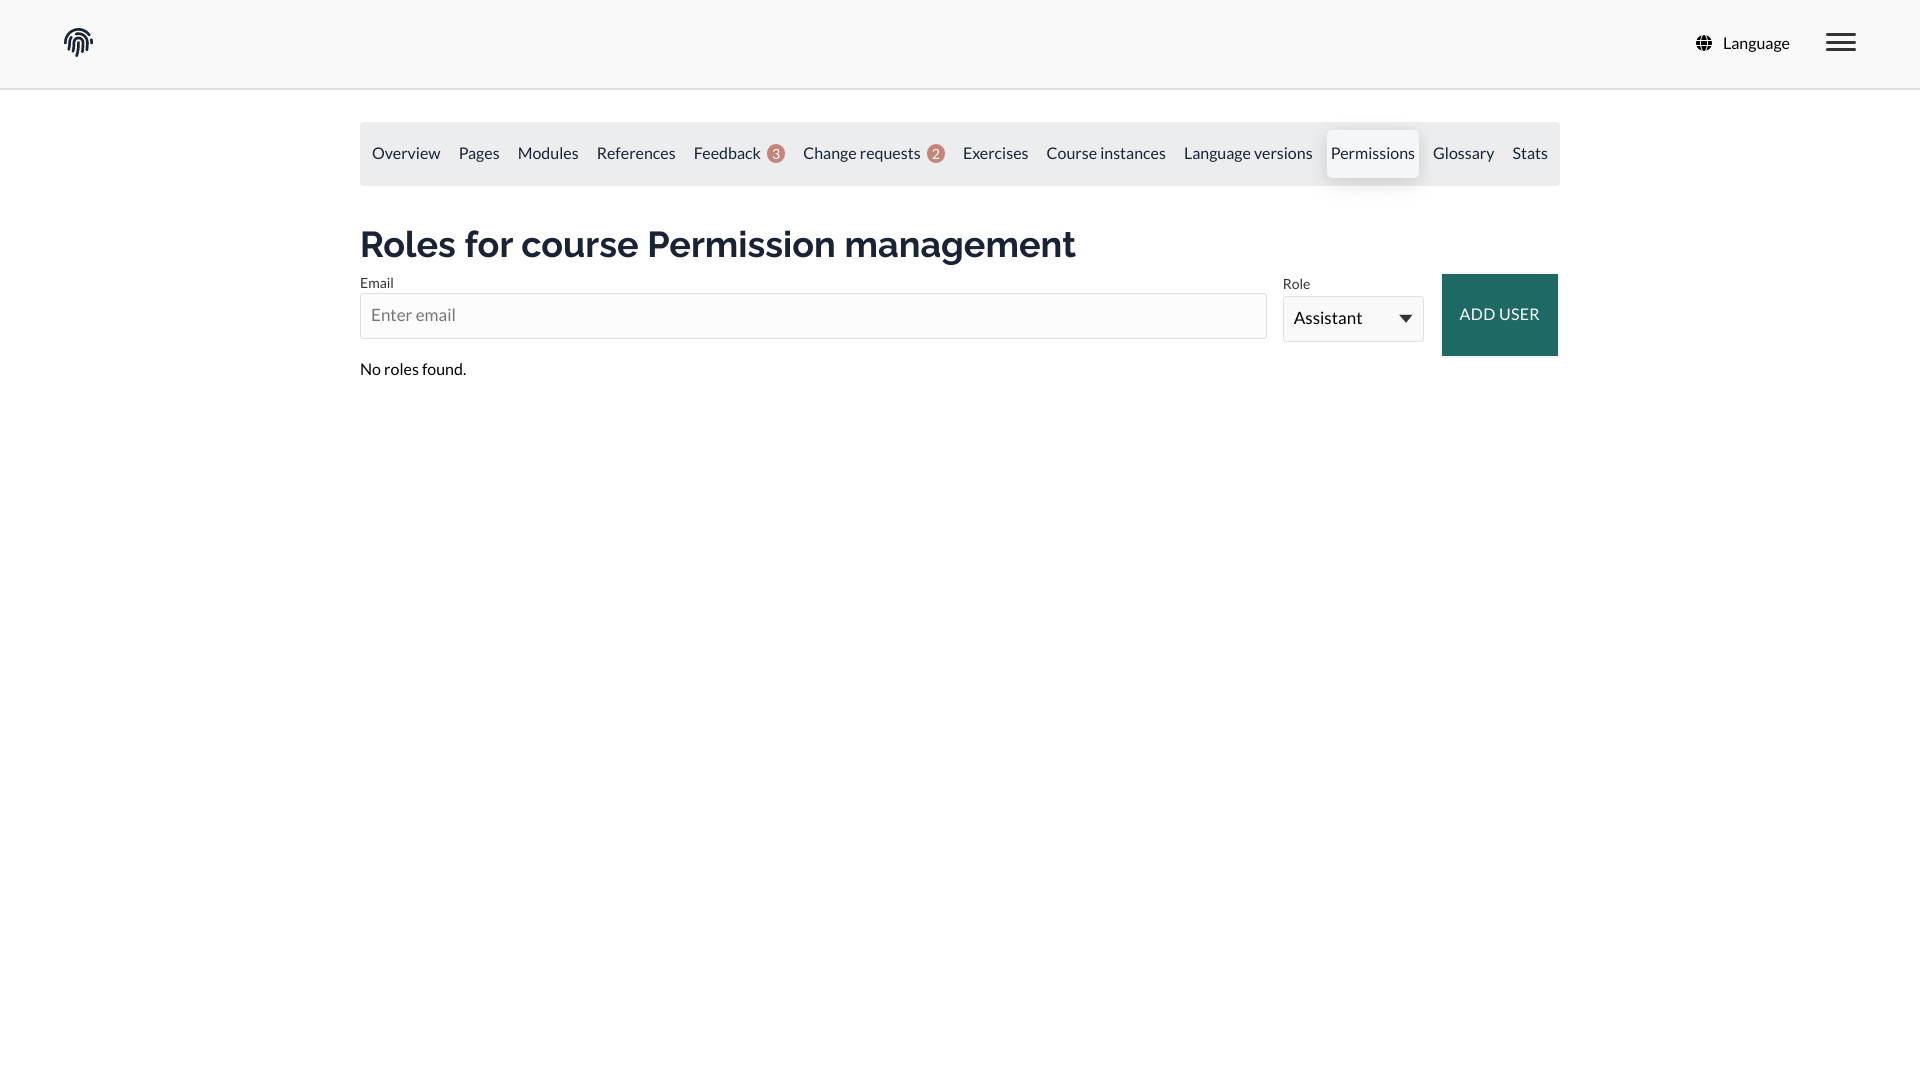 Language
Overview Pages Modules References Feedback 3 Change requests 2 Exercises Course instances Language versions Permissions Glossary Stats
Roles for course Permission management
Email
Enter email
Role
Assistant
ADD USER
No roles found.